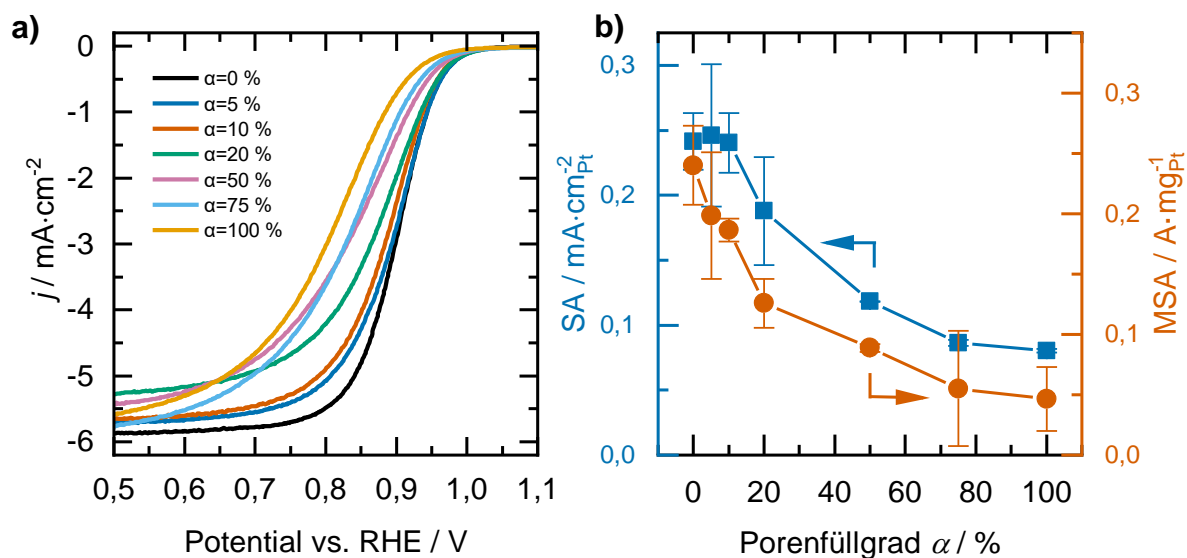 a)
0
-1
-2
-3
-4
-5
-6
j / mA·cm⁻²
α=0 %
α=5 %
α=10 %
α=20 %
α=50 %
α=75 %
α=100 %
0,5 0,6 0,7 0,8 0,9 1,0 1,1
Potential vs. RHE / V
b)
0,3
0,2
0,1
0,0
SA / mA·cm⁻²Pt
0,3
0,2
0,1
0,0
MSA / A·mg⁻¹Pt
0 20 40 60 80 100
Porenfüllgrad α / %